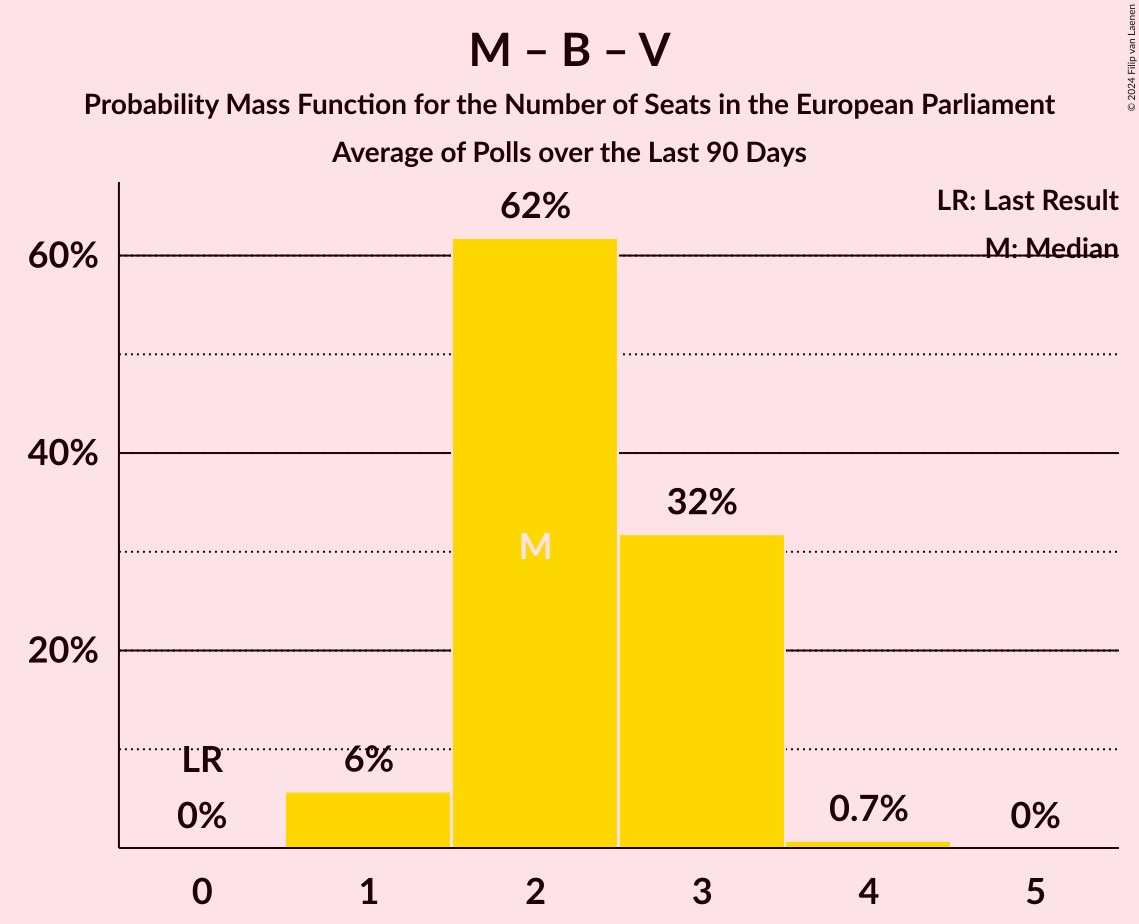 M – B – V
Probability Mass Function for the Number of Seats in the European Parliament
Average of Polls over the Last 90 Days
© 2024 Filip van Laenen
LR: Last Result
M: Median
60%
40%
20%
62%
32%
M
LR
6%
0%
0.7%
0%
0 1 2 3 4 5